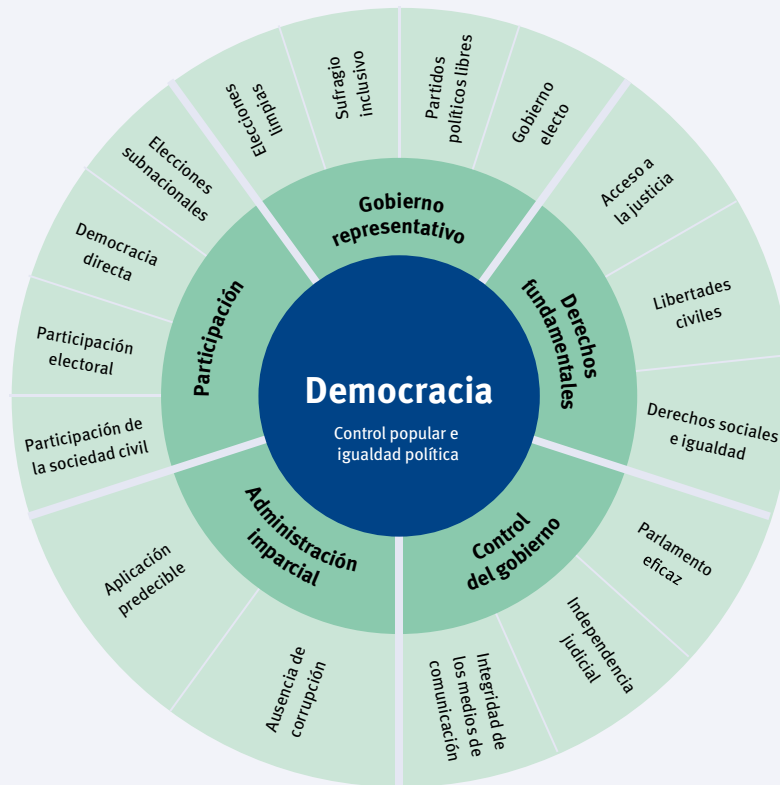 Democracia
Control popular e
igualdad política
Gobierno
representativo
Elecciones
limpias
Sufragio
inclusivo
Partidos
políticos libres
Gobierno
electo
Derechos
fundamentales
Acceso a
la justicia
Libertades
civiles
Derechos sociales
e igualdad
Control
del gobierno
Parlamento
eficaz
Independencia
judicial
Integridad de
los medios de
comunicación
Administración
imparcial
Ausencia de
corrupción
Aplicación
predecible
Participación
Participación de
la sociedad civil
Participación
electoral
Democracia
directa
Elecciones
subnacionales